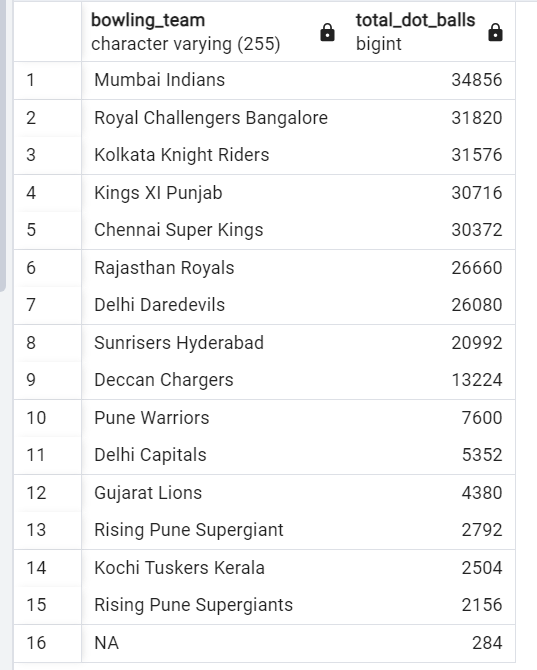 bowling_team total_dot_balls
character varying (255) bigint
1 Mumbai Indians 34856
2 Royal Challengers Bangalore 31820
3 Kolkata Knight Riders 31576
4 Kings XI Punjab 30716
5 Chennai Super Kings 30372
6 Rajasthan Royals 26660
7 Delhi Daredevils 26080
8 Sunrisers Hyderabad 20992
9 Deccan Chargers 13224
10 Pune Warriors 7600
11 Delhi Capitals 5352
12 Gujarat Lions 4380
13 Rising Pune Supergiant 2792
14 Kochi Tuskers Kerala 2504
15 Rising Pune Supergiants 2156
16 NA 284